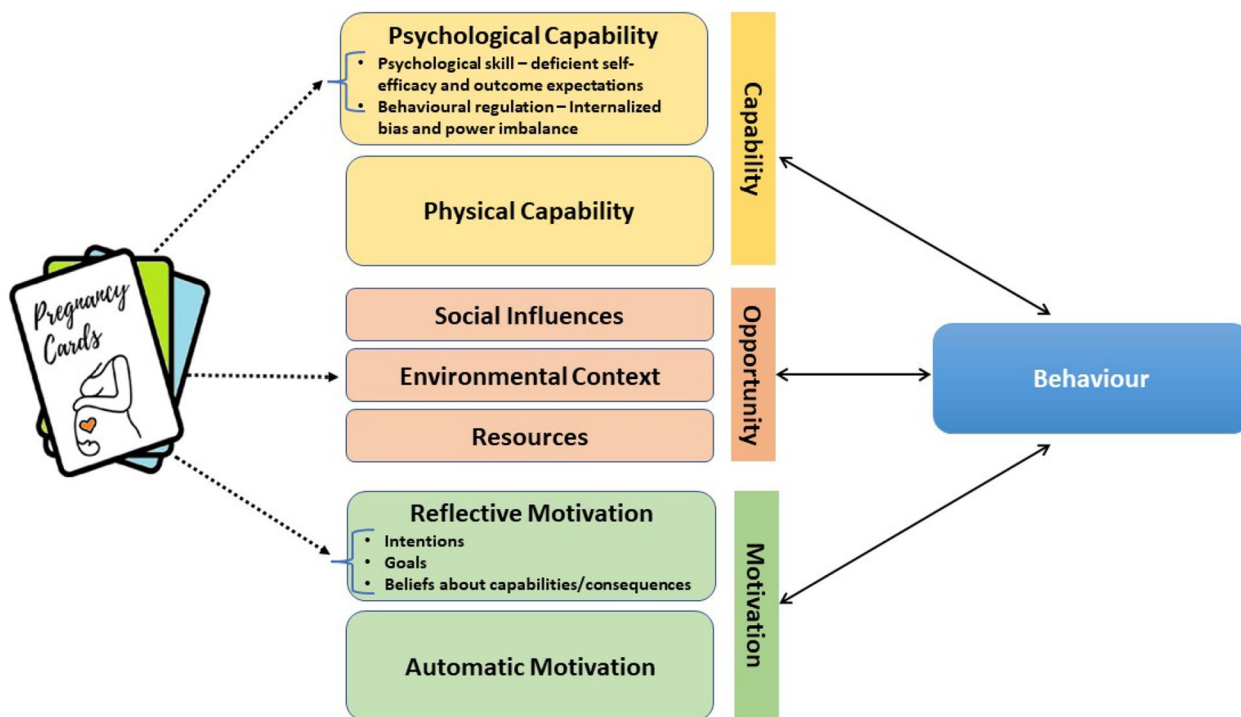 Psychological Capability
• Psychological skill – deficient self-
efficacy and outcome expectations
• Behavioural regulation – Internalized
bias and power imbalance
Physical Capability
Capability
Pregnancy
Cards
Social Influences
Environmental Context
Resources
Opportunity
Behaviour
Reflective Motivation
• Intentions
• Goals
• Beliefs about capabilities/consequences
Automatic Motivation
Motivation